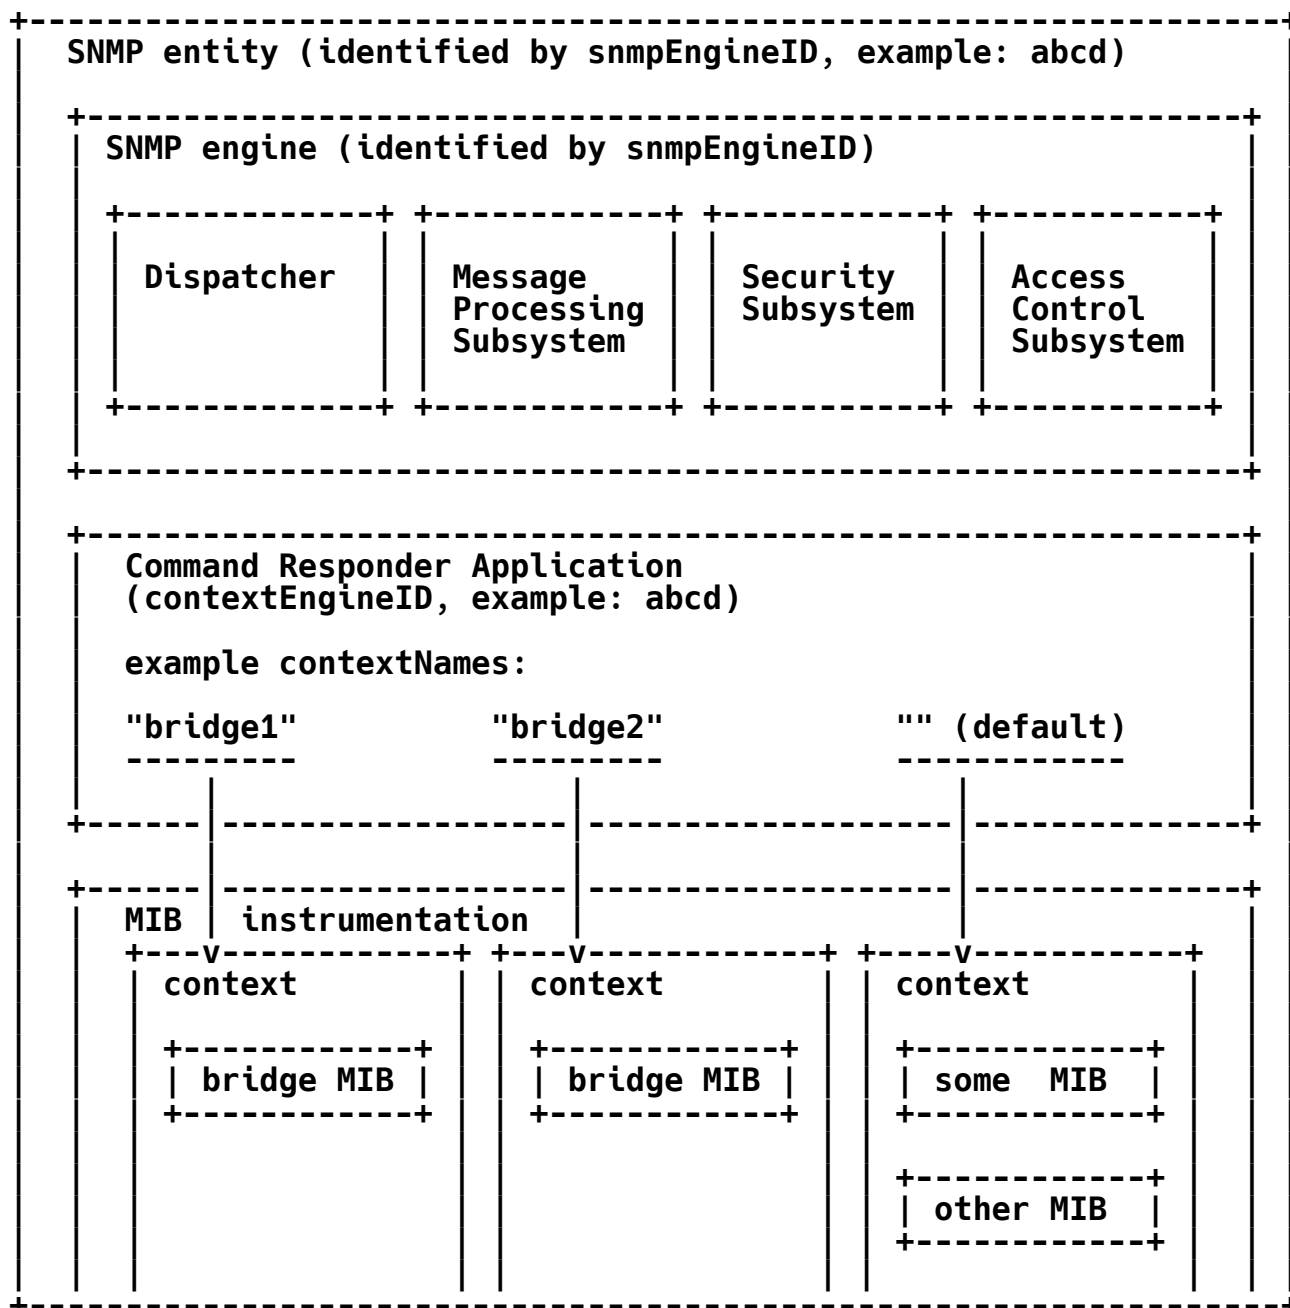 SNMP entity (identified by snmpEngineID, example: abcd)
SNMP engine (identified by snmpEngineID)
Dispatcher Message Security Access
Processing Subsystem Control
Subsystem Subsystem
Command Responder Application
(contextEngineID, example: abcd)
example contextNames:
"bridge1" "bridge2" "" (default)
MIB instrumentation
context context context
bridge MIB bridge MIB some MIB
other MIB